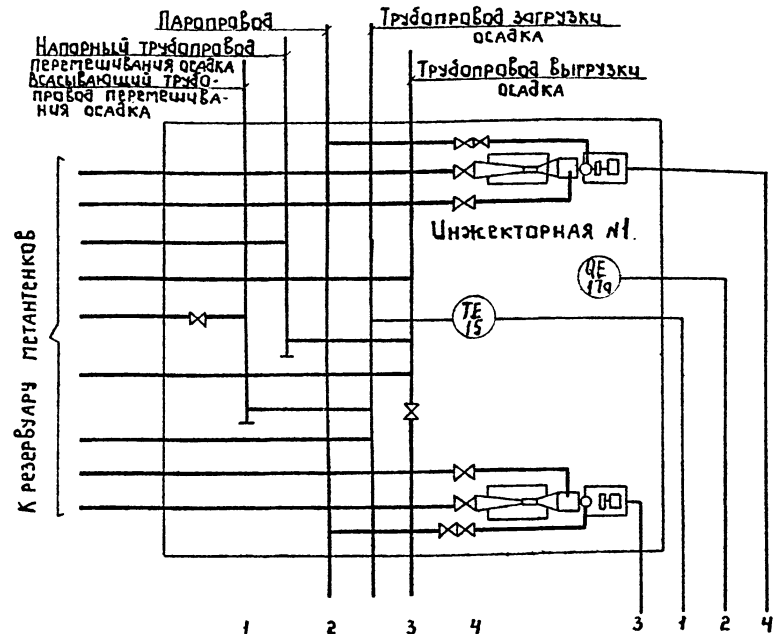 Паропровод
Трубопровод загрузки
осадка
Напорный трубопровод
перемешивания осадка
Всасывающий трубо-
провод перемешива-
ния осадка
Трубопровод выгрузки
осадка
Инжекторная №1.
QE
17а
TE
15
К резервуару метантенков
1 2 3 4 3 1 2 4